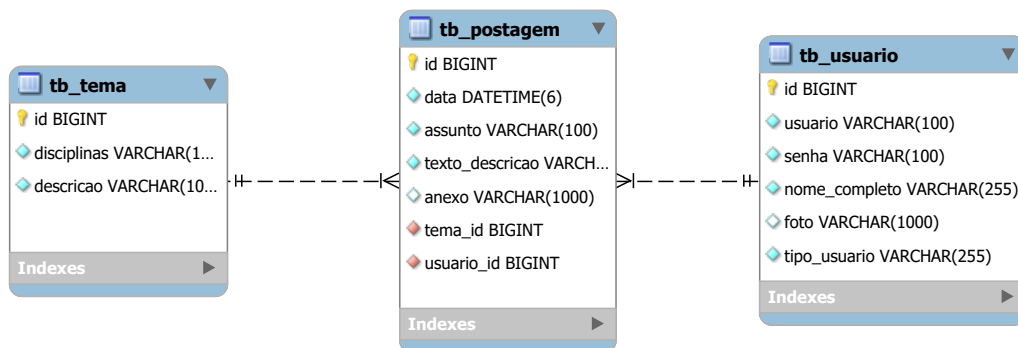 tb_tema
id BIGINT
disciplinas VARCHAR(1...
descricao VARCHAR(10...
Indexes
tb_postagem
id BIGINT
data DATETIME(6)
assunto VARCHAR(100)
texto_descricao VARCH...
anexo VARCHAR(1000)
tema_id BIGINT
usuario_id BIGINT
Indexes
tb_usuario
id BIGINT
usuario VARCHAR(100)
senha VARCHAR(100)
nome_completo VARCHAR(255)
foto VARCHAR(1000)
tipo_usuario VARCHAR(255)
Indexes